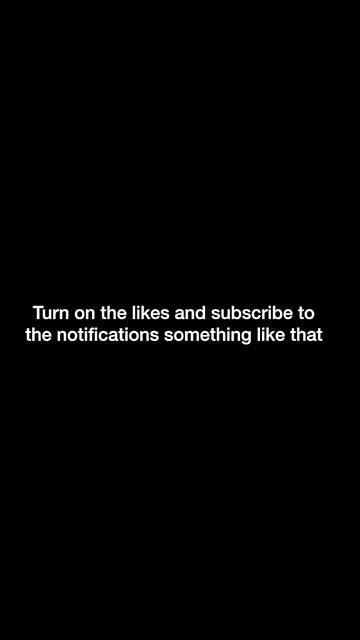 Turn on the likes and subscribe to
the notifications something like that